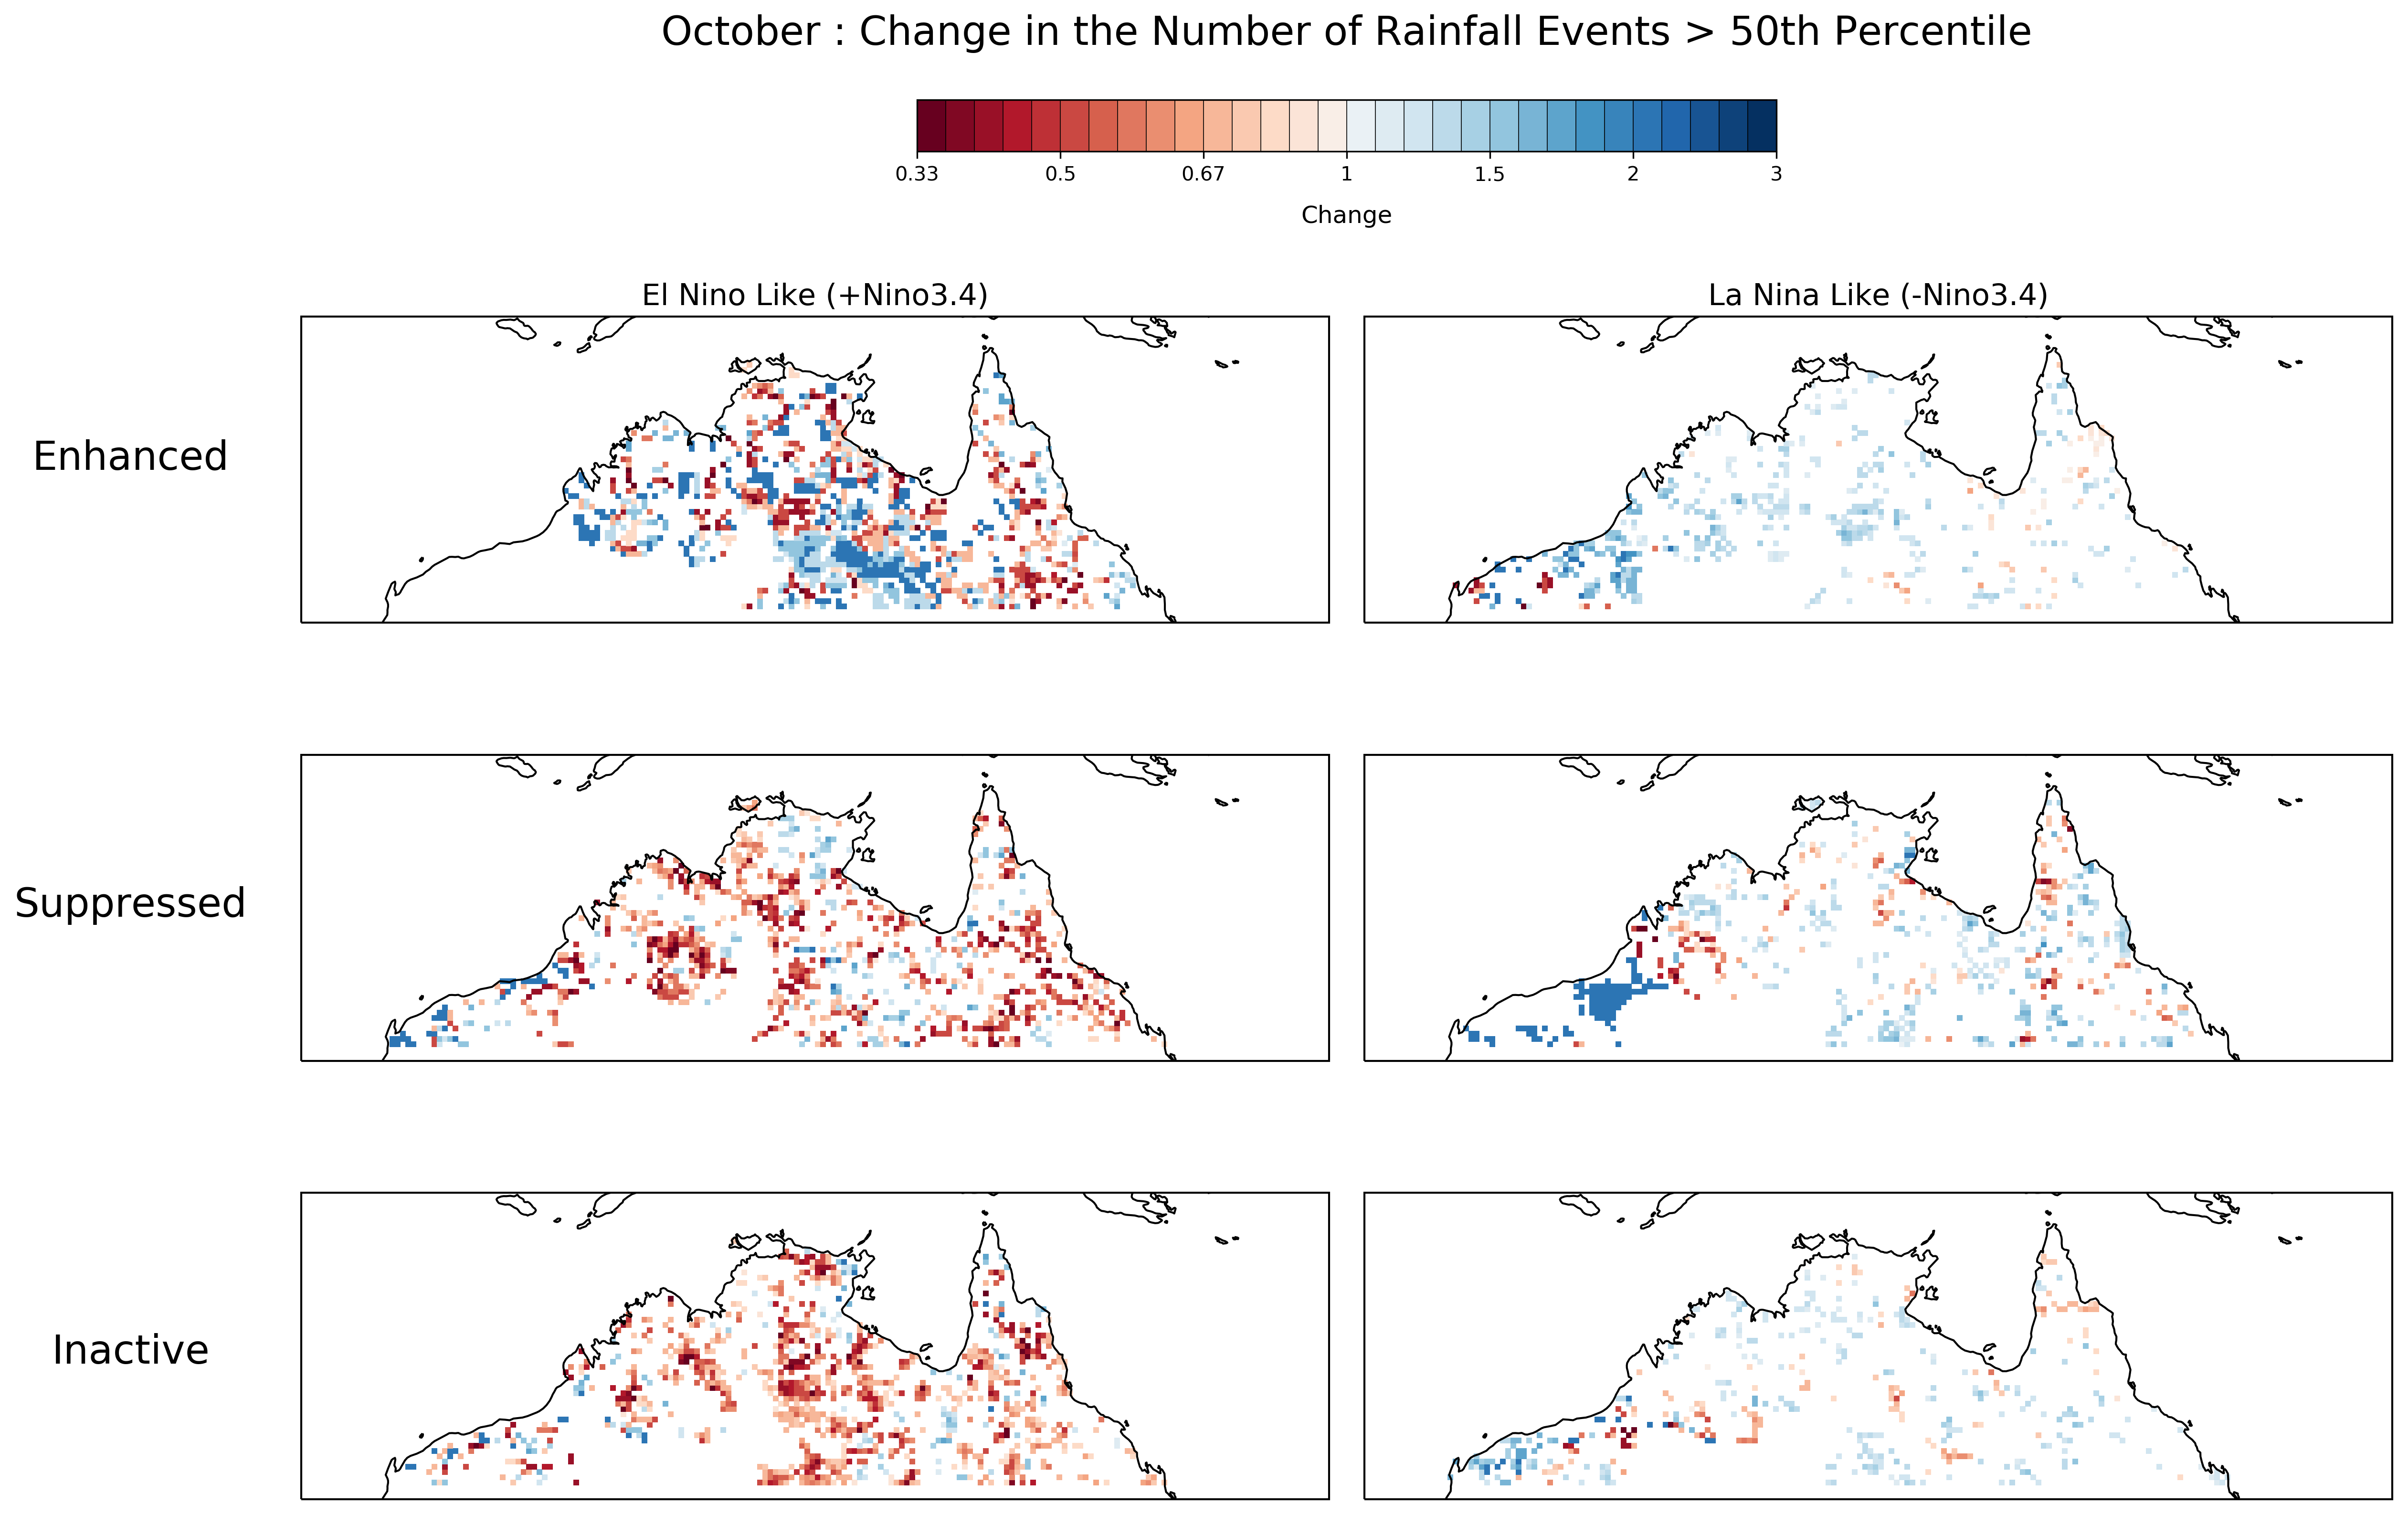 October : Change in the Number of Rainfall Events > 50th Percentile
0.33 0.5 0.67 1 1.5 2 3
Change
El Nino Like (+Nino3.4) La Nina Like (-Nino3.4)
Enhanced
Suppressed
Inactive